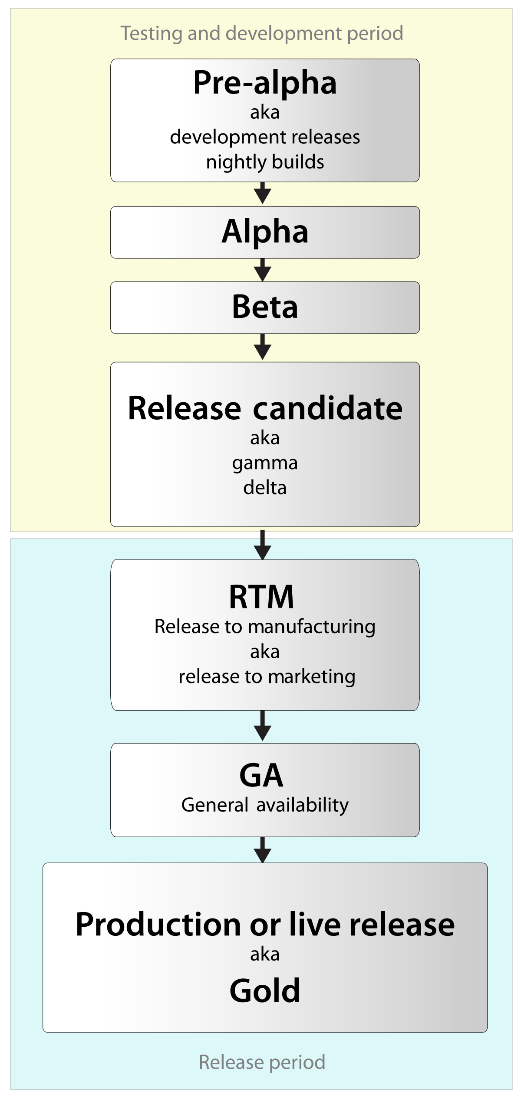 Testing and development period
Pre-alpha
aka
development releases
nightly builds
Alpha
Beta
Release candidate
aka
gamma
delta
RTM
Release to manufacturing
aka
release to marketing
GA
General availability
Production or live release
aka
Gold
Release period